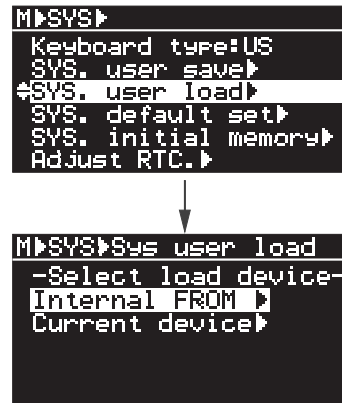 M▶SYS▶
Keyboard type:US
SYS. user save▶
SYS. user load▶
SYS. default set▶
SYS. initial memory▶
Adjust RTC.▶
M▶SYS▶Sys user load
-Select load device-
Internal FROM ▶
Current device▶